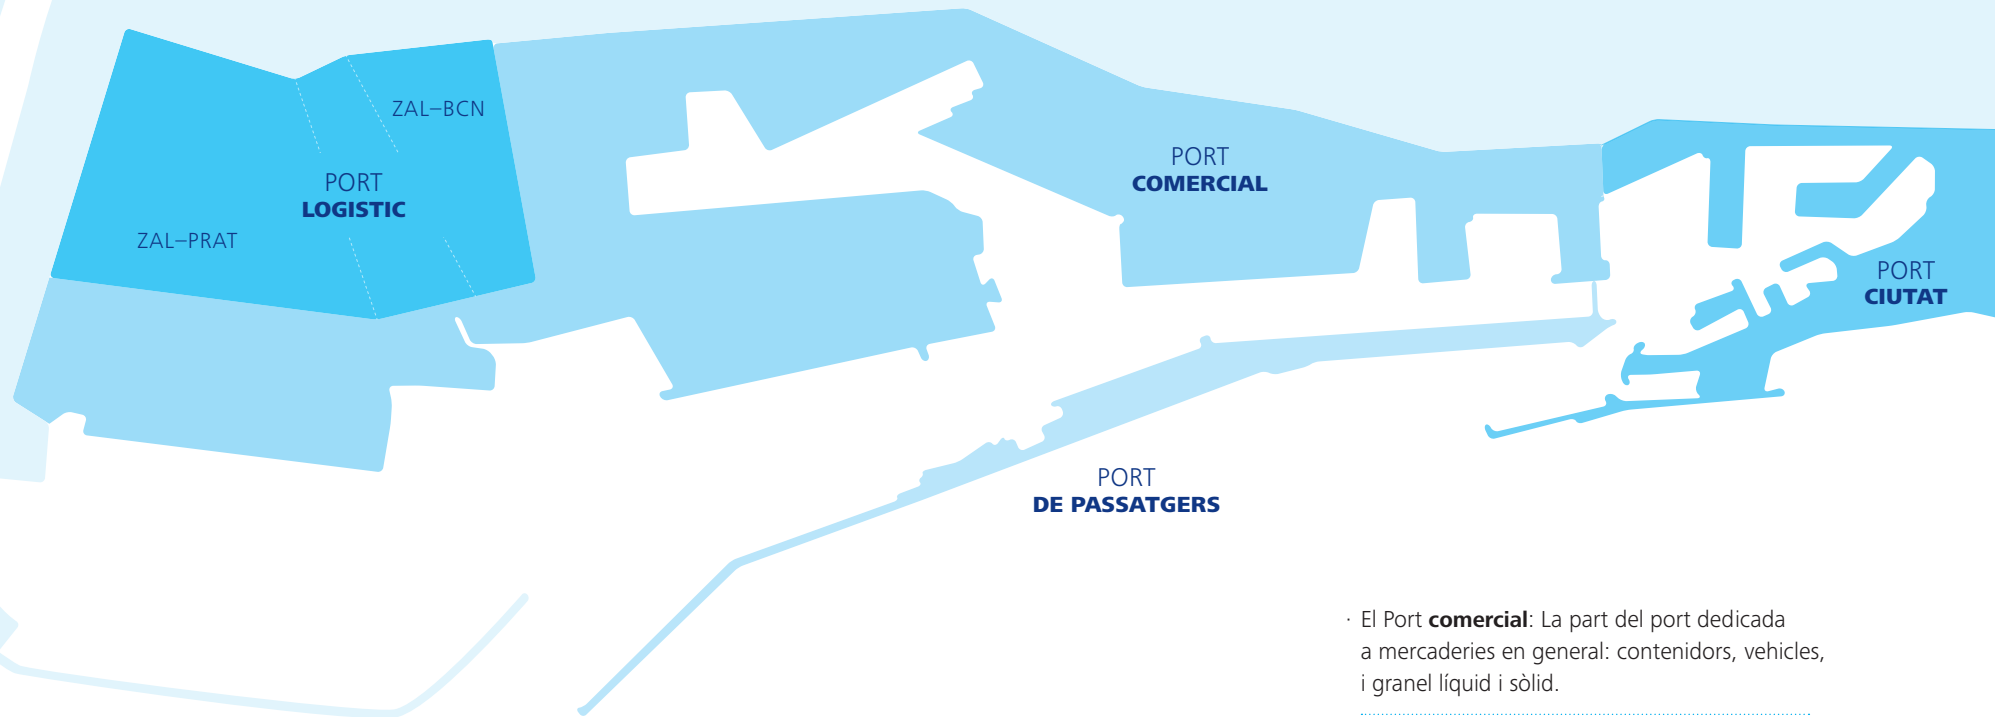 ZAL–BCN
PORT
LOGISTIC
ZAL–PRAT
PORT
COMERCIAL
PORT
CIUTAT
PORT
DE PASSATGERS
· El Port comercial: La part del port dedicada
a mercaderies en general: contenidors, vehicles,
i granel líquid i sòlid.